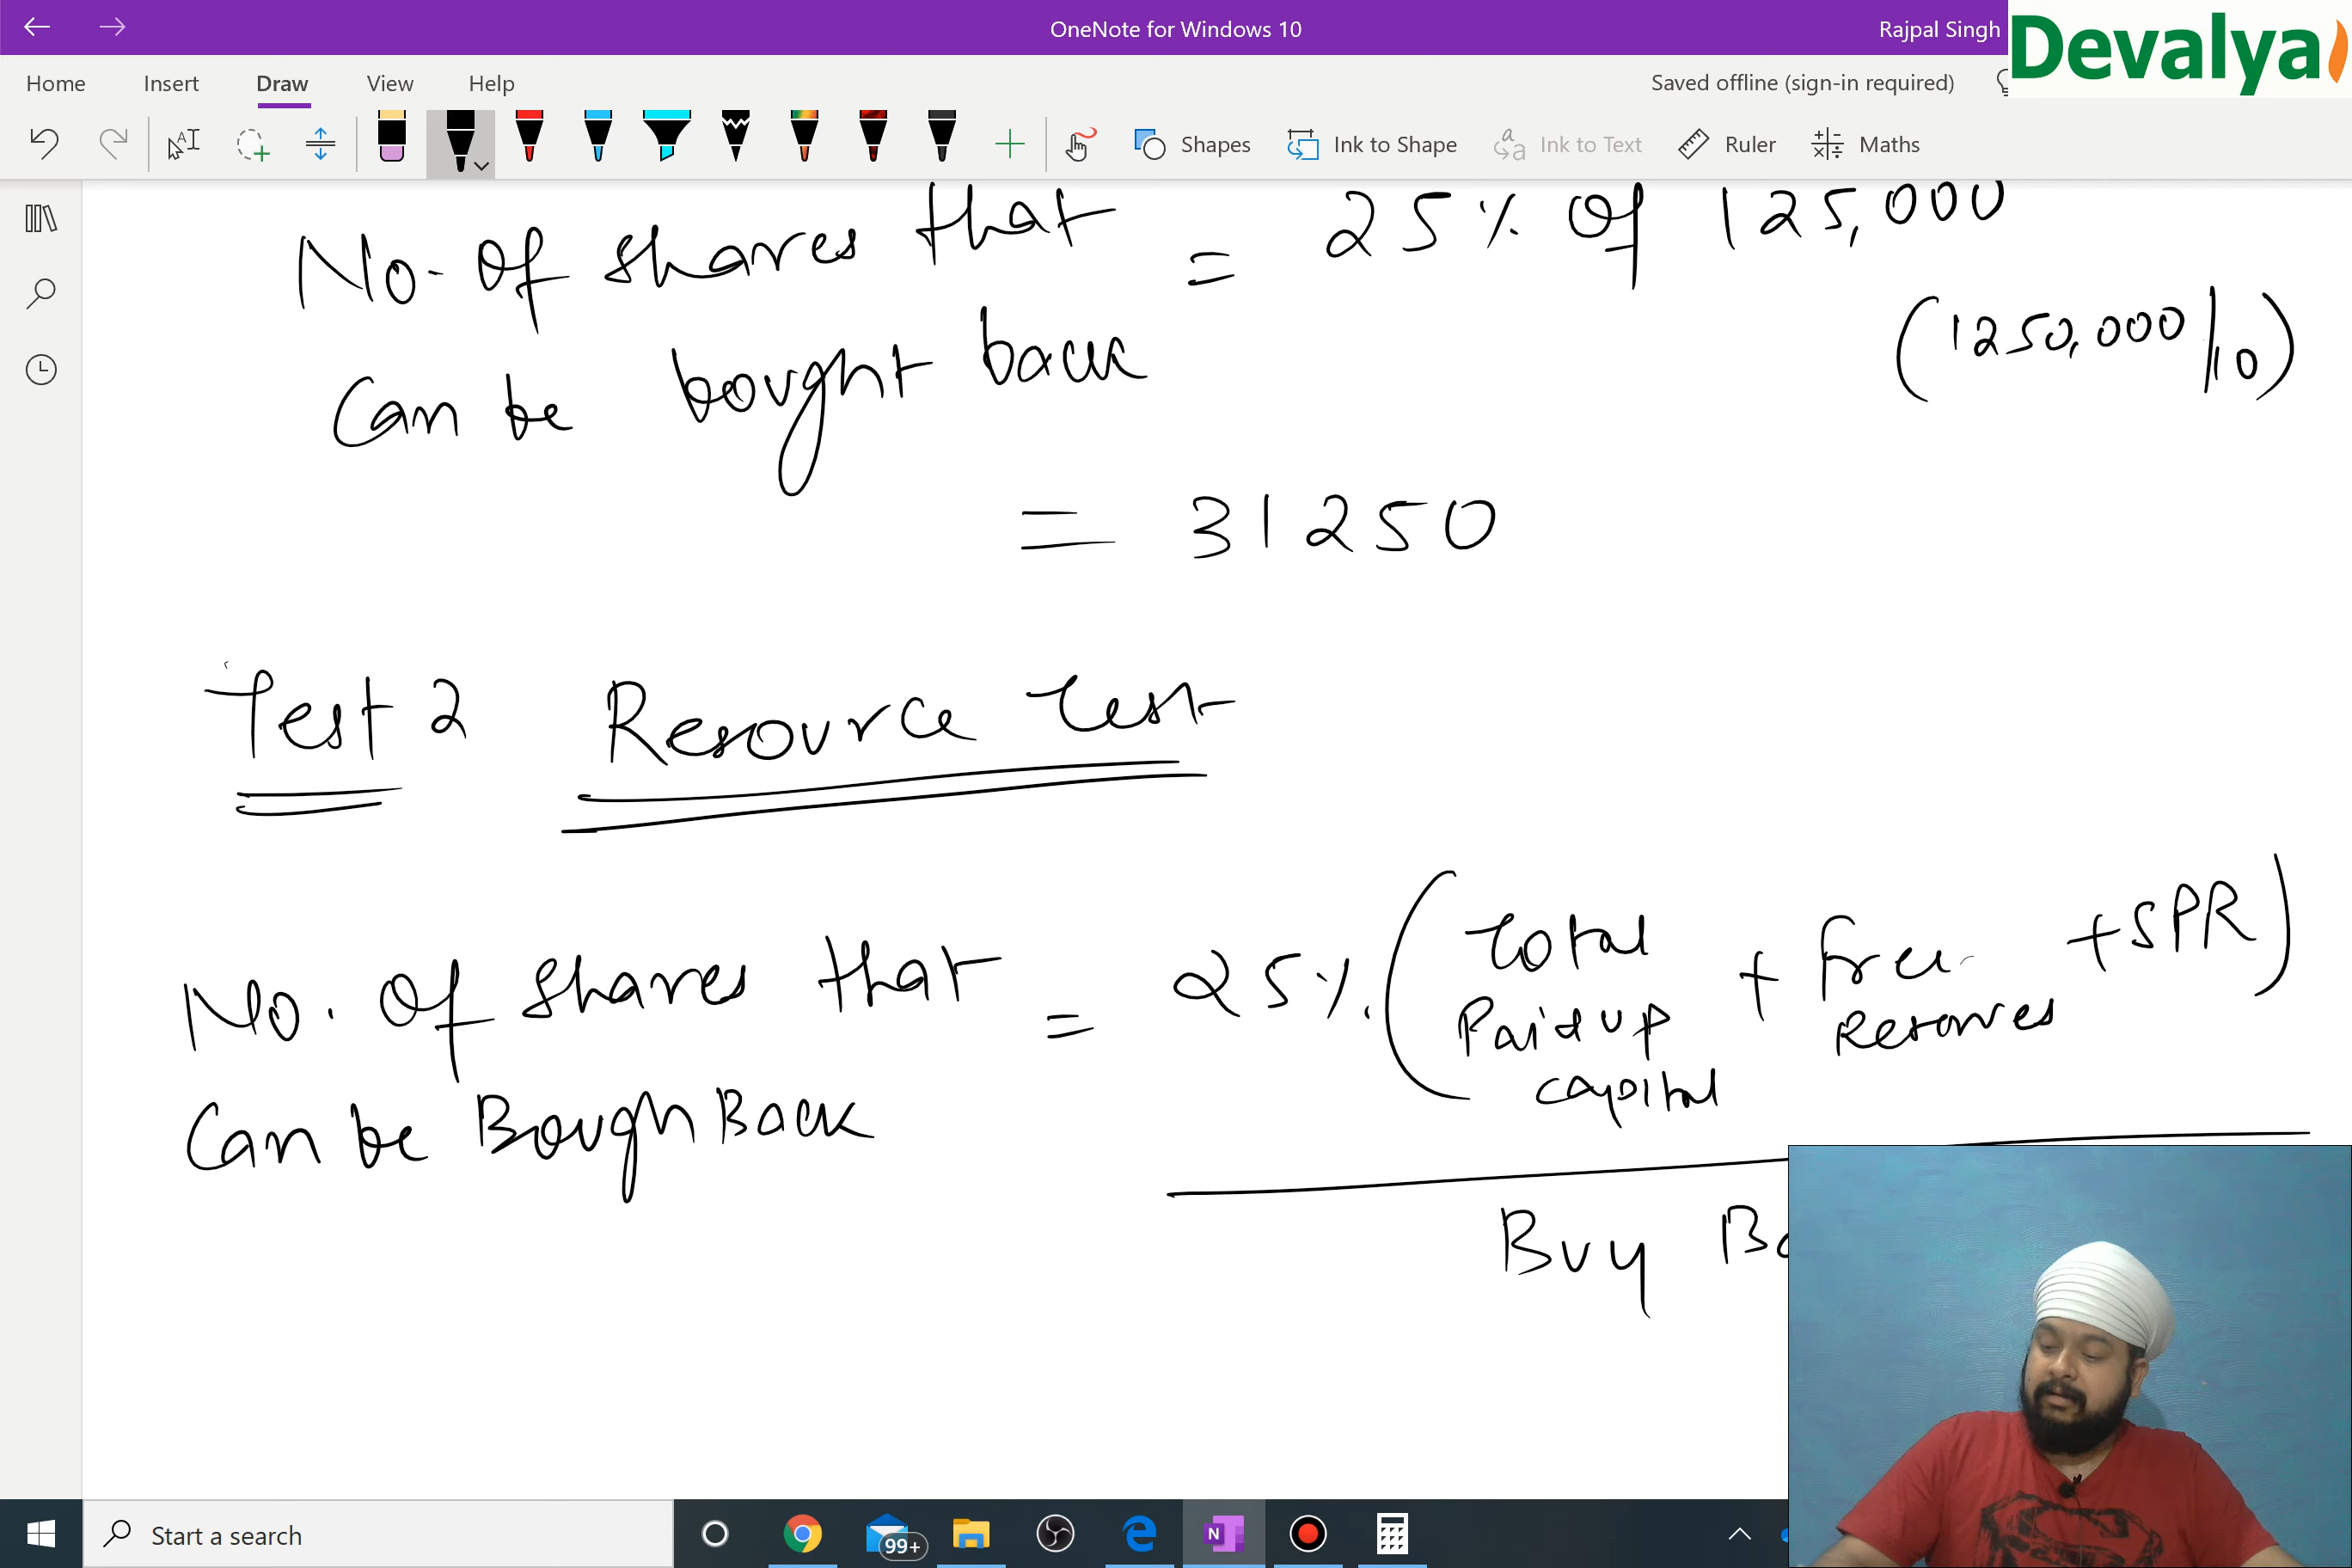 OneNote for Windows 10
Rajpal Singh
Devalya
Home Insert Draw View Help
Saved offline (sign-in required)
Shapes Ink to Shape Ink to Text Ruler Maths
No. of shares that = 25% of 125,000
(1250,000/10)
Can be bought back
= 31250
Test 2 Resource Test
No. of shares that = 25% (Total Paid up capital + Free reserves + SPR)
Can be Bough Back
Buy Ba
Start a search
99+
N